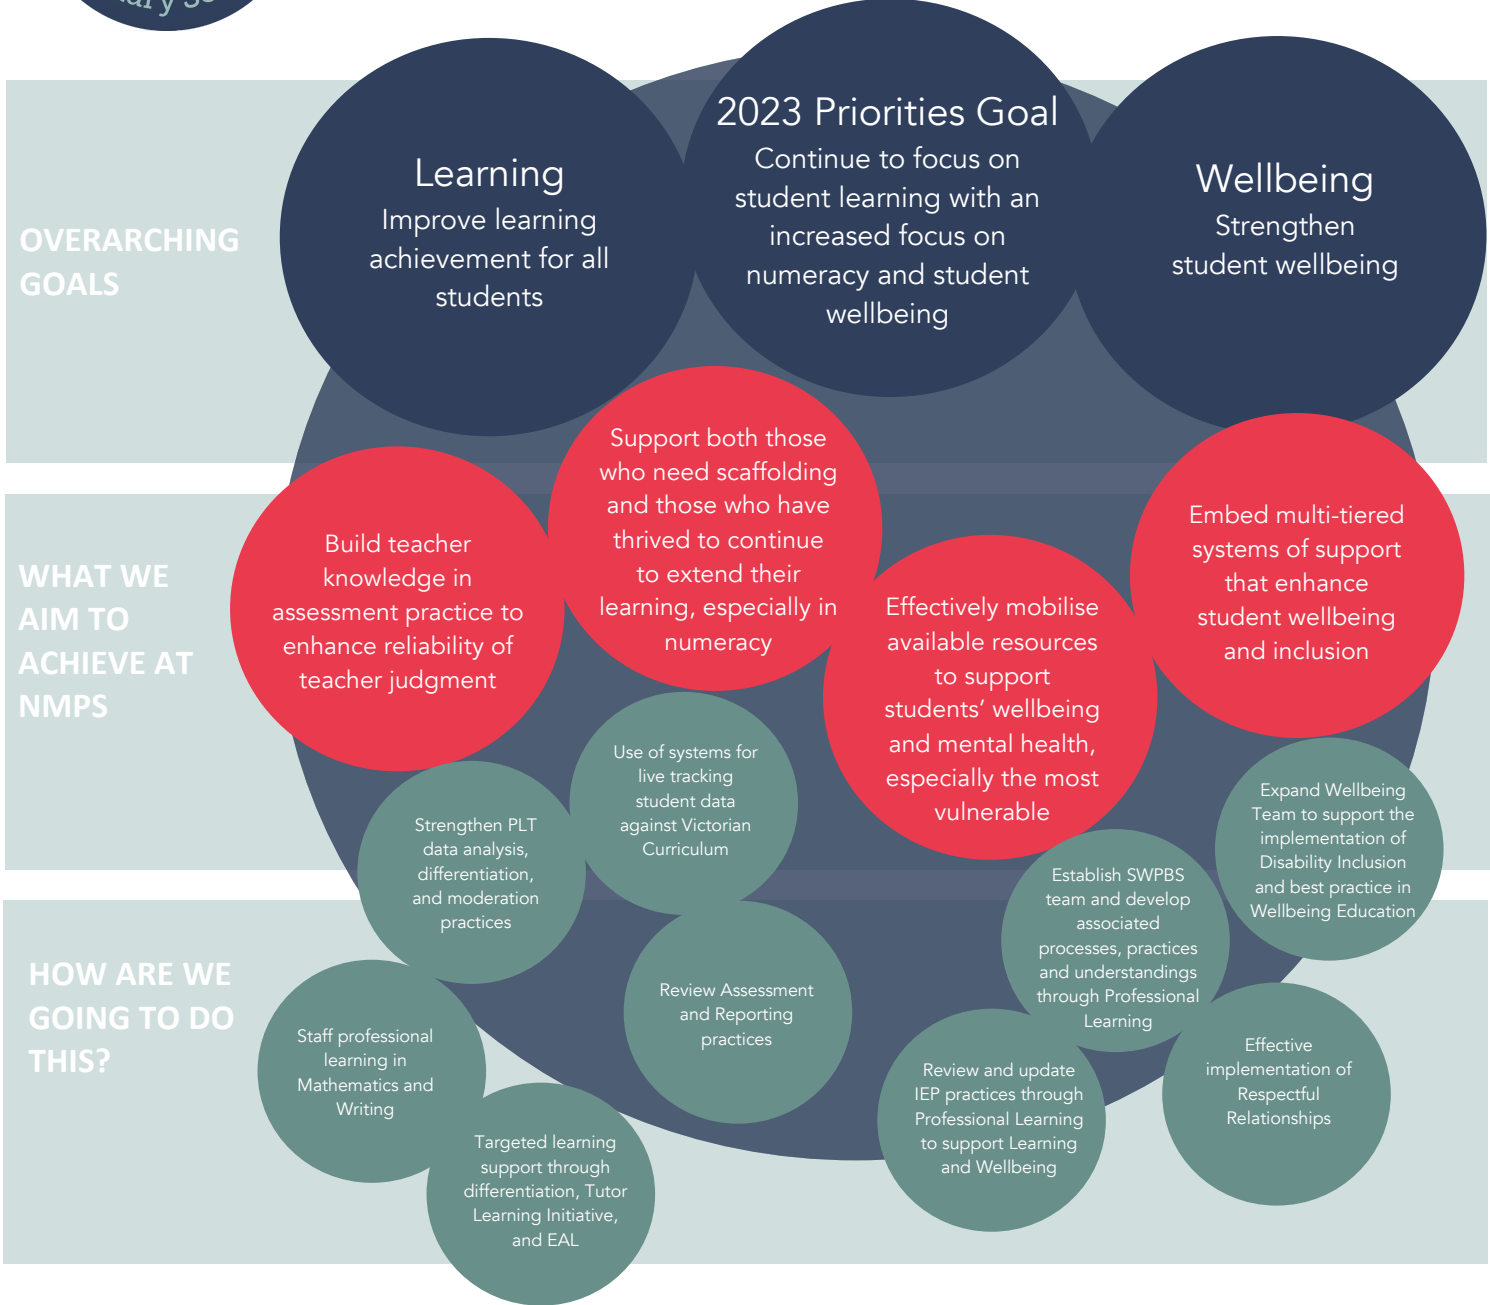 2023 Priorities Goal
Continue to focus on
student learning with an
increased focus on
numeracy and student
wellbeing
Learning
Improve learning
achievement for all
students
Wellbeing
Strengthen
student wellbeing
OVERARCHING
GOALS
Support both those
who need scaffolding
and those who have
thrived to continue
to extend their
learning, especially in
numeracy
Build teacher
knowledge in
assessment practice to
enhance reliability of
teacher judgment
Effectively mobilise
available resources
to support
students’ wellbeing
and mental health,
especially the most
vulnerable
Embed multi-tiered
systems of support
that enhance
student wellbeing
and inclusion
WHAT WE
AIM TO
ACHIEVE AT
NMPS
Use of systems for
live tracking
student data
against Victorian
Curriculum
Strengthen PLT
data analysis,
differentiation,
and moderation
practices
Expand Wellbeing
Team to support the
implementation of
Disability Inclusion
and best practice in
Wellbeing Education
Establish SWPBS
team and develop
associated
processes, practices
and understandings
through Professional
Learning
HOW ARE WE
GOING TO DO
THIS?
Staff professional
learning in
Mathematics and
Writing
Review Assessment
and Reporting
practices
Targeted learning
support through
differentiation, Tutor
Learning Initiative,
and EAL
Review and update
IEP practices through
Professional Learning
to support Learning
and Wellbeing
Effective
implementation of
Respectful
Relationships